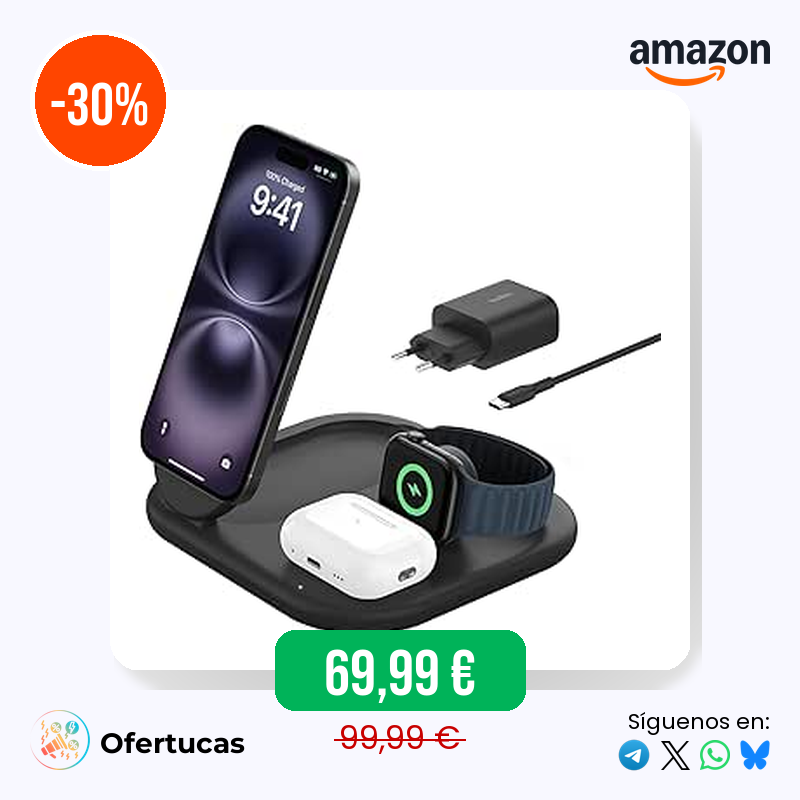 -30%
amazon
100% Charged
9:41
69,99 €
99,99 €
Ofertucas
Síguenos en: